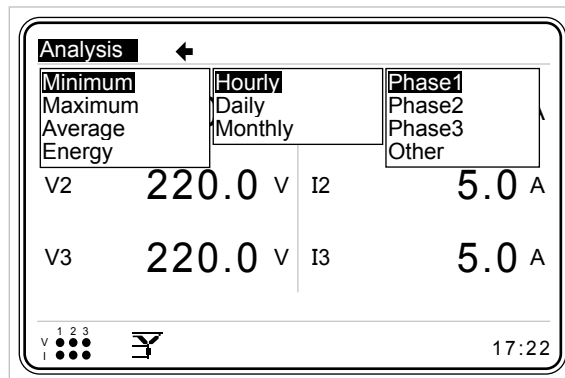 Analysis
Minimum Hourly Phase1
Maximum Daily Phase2
Average Monthly Phase3
Energy Other
V2 220.0 V I2 5.0 A
V3 220.0 V I3 5.0 A
1 2 3
V
I
17:22